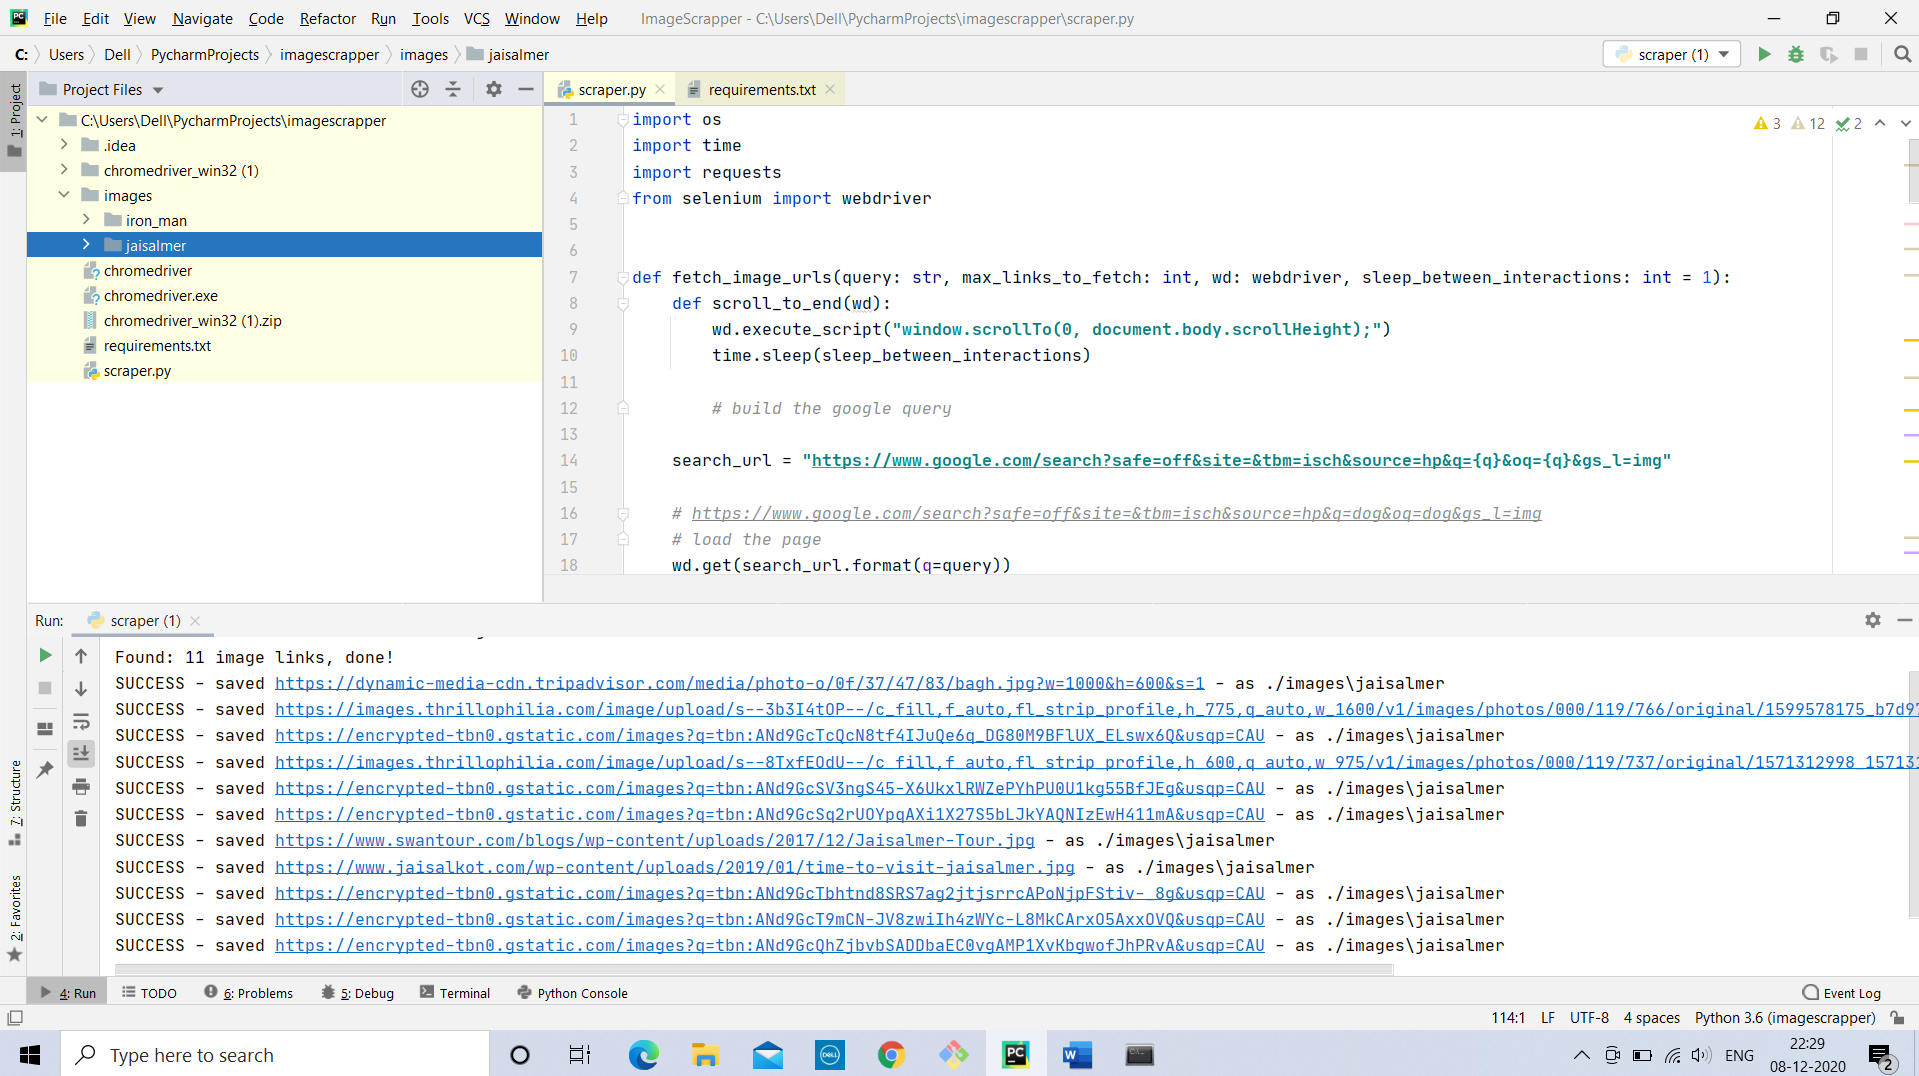 File Edit View Navigate Code Refactor Run Tools VCS Window Help ImageScrapper - C:\Users\Dell\PycharmProjects\imagescrapper\scraper.py
C: Users Dell PycharmProjects imagescrapper images jaisalmer scraper (1)
Project Files scraper.py requirements.txt
1: Project
C:\Users\Dell\PycharmProjects\imagescrapper
.idea
chromedriver_win32 (1)
images
iron_man
jaisalmer
chromedriver
chromedriver.exe
chromedriver_win32 (1).zip
requirements.txt
scraper.py
3 12 2
1 import os
2 import time
3 import requests
4 from selenium import webdriver
5
6
7 def fetch_image_urls(query: str, max_links_to_fetch: int, wd: webdriver, sleep_between_interactions: int = 1):
8 def scroll_to_end(wd):
9 wd.execute_script("window.scrollTo(0, document.body.scrollHeight);")
10 time.sleep(sleep_between_interactions)
11
12 # build the google query
13
14 search_url = "https://www.google.com/search?safe=off&site=&tbm=isch&source=hp&q={q}&oq={q}&gs_l=img"
15
16 # https://www.google.com/search?safe=off&site=&tbm=isch&source=hp&q=dog&oq=dog&gs_l=img
17 # load the page
18 wd.get(search_url.format(q=query))
Run: scraper (1)
Found: 11 image links, done!
SUCCESS - saved https://dynamic-media-cdn.tripadvisor.com/media/photo-o/0f/37/47/83/bagh.jpg?w=1000&h=600&s=1 - as ./images\jaisalmer
SUCCESS - saved https://images.thrillophilia.com/image/upload/s--3b3I4tOP--/c_fill,f_auto,fl_strip_profile,h_775,q_auto,w_1600/v1/images/photos/000/119/766/original/1599578175_b7d97
SUCCESS - saved https://encrypted-tbn0.gstatic.com/images?q=tbn:ANd9GcTcQcN8tf4IJuQe6q_DG80M9BFlUX_ELswx6Q&usqp=CAU - as ./images\jaisalmer
SUCCESS - saved https://images.thrillophilia.com/image/upload/s--8TxfEOdU--/c_fill,f_auto,fl_strip_profile,h_600,q_auto,w_975/v1/images/photos/000/119/737/original/1571312998_15713
SUCCESS - saved https://encrypted-tbn0.gstatic.com/images?q=tbn:ANd9GcSV3ngS45-X6UkxlRWZePYhPU0U1kg55BfJEg&usqp=CAU - as ./images\jaisalmer
SUCCESS - saved https://encrypted-tbn0.gstatic.com/images?q=tbn:ANd9GcSq2rUOYpqAXi1X27S5bLJkYAQNIzEwH411mA&usqp=CAU - as ./images\jaisalmer
SUCCESS - saved https://www.swantour.com/blogs/wp-content/uploads/2017/12/Jaisalmer-Tour.jpg - as ./images\jaisalmer
SUCCESS - saved https://www.jaisalkot.com/wp-content/uploads/2019/01/time-to-visit-jaisalmer.jpg - as ./images\jaisalmer
SUCCESS - saved https://encrypted-tbn0.gstatic.com/images?q=tbn:ANd9GcTbhtnd8SRS7ag2jtjsrrcAPoNjpFStiv-_8g&usqp=CAU - as ./images\jaisalmer
SUCCESS - saved https://encrypted-tbn0.gstatic.com/images?q=tbn:ANd9GcT9mCN-JV8zwiIh4zWYc-L8MkCArxO5AxxOVQ&usqp=CAU - as ./images\jaisalmer
SUCCESS - saved https://encrypted-tbn0.gstatic.com/images?q=tbn:ANd9GcQhZjbvbSADDbaEC0vgAMP1XvKbgwofJhPRvA&usqp=CAU - as ./images\jaisalmer
7: Structure
2: Favorites
4: Run TODO 6: Problems 5: Debug Terminal Python Console Event Log
114:1 LF UTF-8 4 spaces Python 3.6 (imagescrapper)
Type here to search DELL PC W ENG 22:29
08-12-2020 2